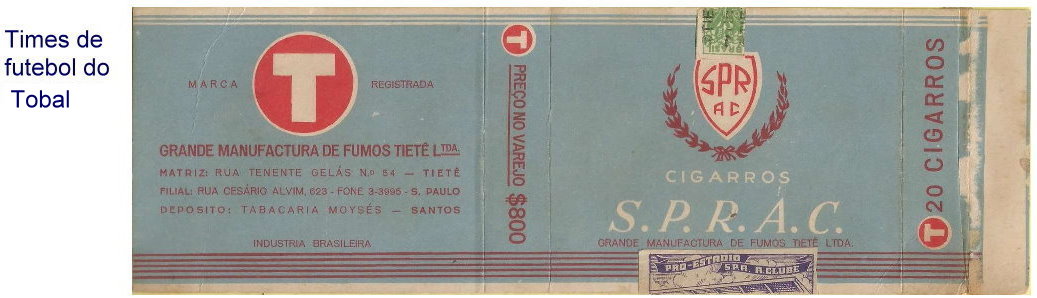 Times de
futebol do
Tobal
MARCA
T
REGISTRADA
GRANDE MANUFACTURA DE FUMOS TIETÊ LTDA.
MATRIZ: RUA TENENTE GELÁS N.º 54 — TIETÊ
FILIAL: RUA CESÁRIO ALVIM, 623 - FONE 3-3995 - S. PAULO
DEPOSITO: TABACARIA MOYSÉS — SANTOS
INDUSTRIA BRASILEIRA
T PREÇO NO VAREJO $800
SPR
AC
CIGARROS
S.P.R.A.C.
GRANDE MANUFACTURA DE FUMOS TIETÊ LTDA.
PRO-ESTADIO
S.P.R. A.CLUBE
T 20 CIGARROS